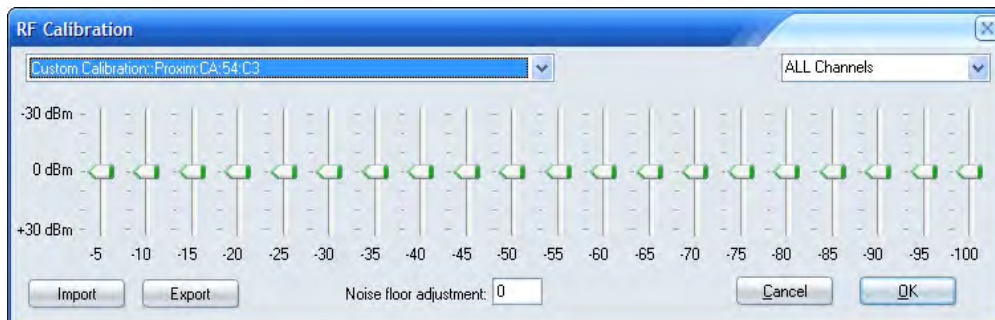 RF Calibration
Custom Calibration::Proxim:CA:54:C3
ALL Channels
-30 dBm
0 dBm
+30 dBm
-5 -10 -15 -20 -25 -30 -35 -40 -45 -50 -55 -60 -65 -70 -75 -80 -85 -90 -95 -100
Import Export Noise floor adjustment: 0 Cancel OK